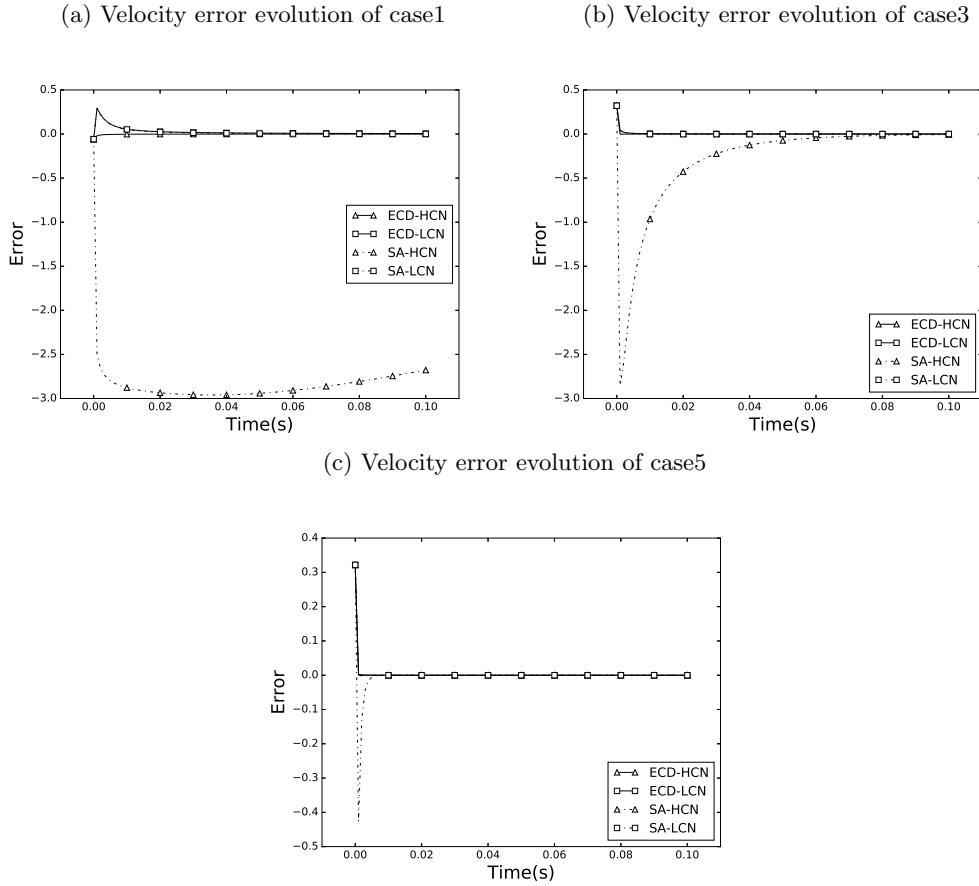 (a) Velocity error evolution of case1
(b) Velocity error evolution of case3
0.5
0.0
−0.5
−1.0
−1.5
−2.0
−2.5
−3.0
Error
0.00 0.02 0.04 0.06 0.08 0.10
Time(s)
ECD-HCN
ECD-LCN
SA-HCN
SA-LCN
0.5
0.0
−0.5
−1.0
−1.5
−2.0
−2.5
−3.0
Error
0.00 0.02 0.04 0.06 0.08 0.10
Time(s)
ECD-HCN
ECD-LCN
SA-HCN
SA-LCN
(c) Velocity error evolution of case5
0.4
0.3
0.2
0.1
0.0
−0.1
−0.2
−0.3
−0.4
−0.5
Error
0.00 0.02 0.04 0.06 0.08 0.10
Time(s)
ECD-HCN
ECD-LCN
SA-HCN
SA-LCN